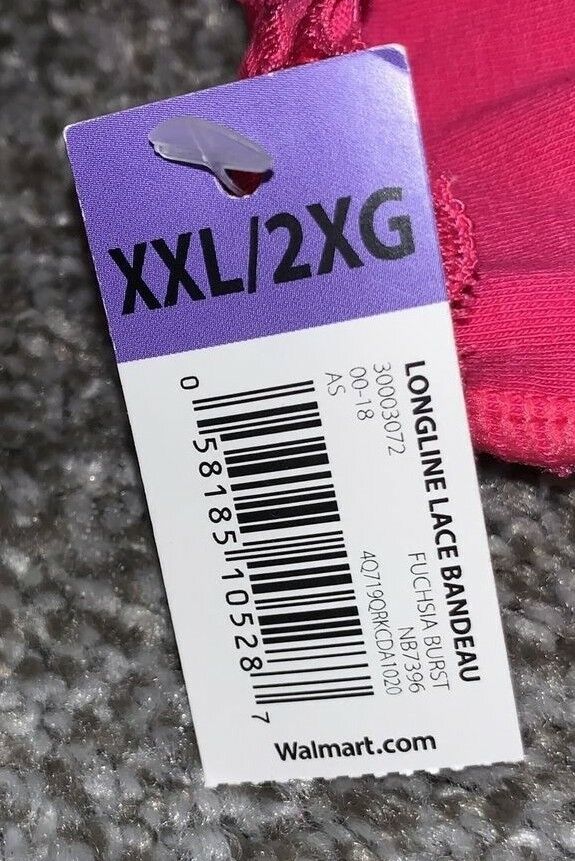 XXL/2XG
LONGLINE LACE BANDEAU
FUCHSIA BURST
30003072 NB7396
00-18 4Q719QRKCDA1020
AS
0 58185 10528 7
Walmart.com